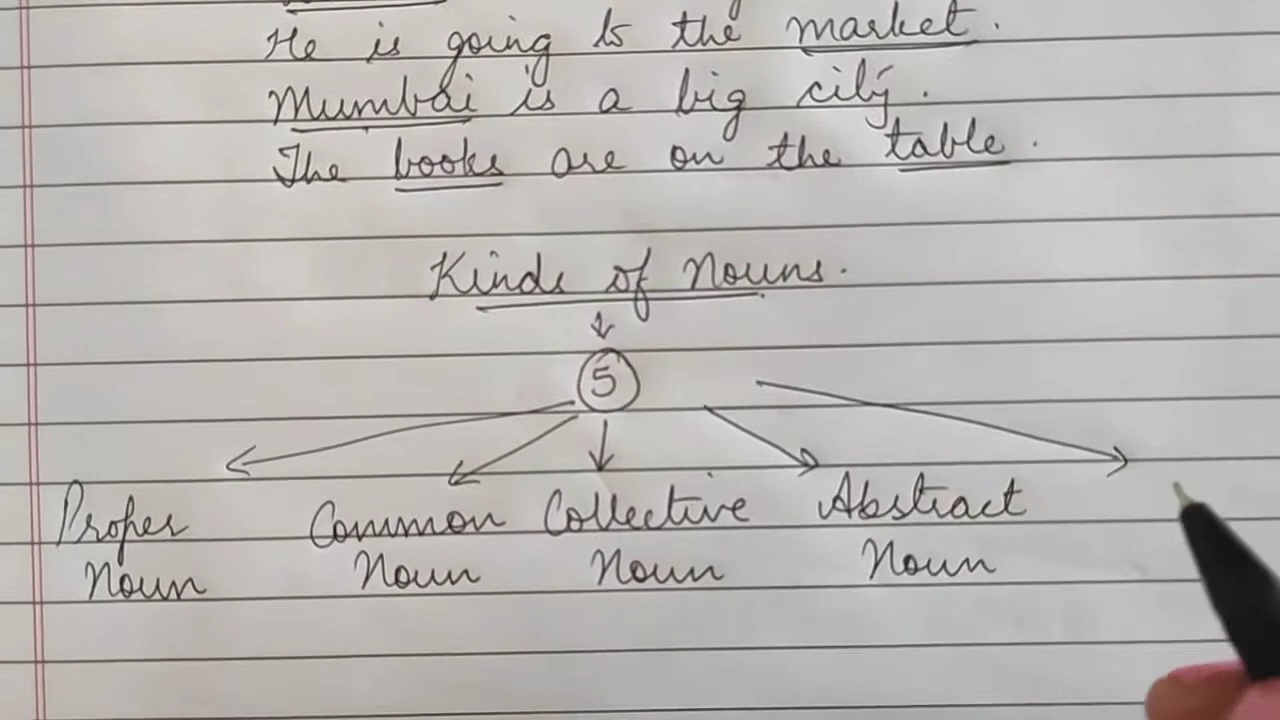 He is going to the market.
Mumbai is a big city.
The books are on the table.
Kinds of Nouns.
5
Proper Common Collective Abstract
Noun Noun Noun Noun